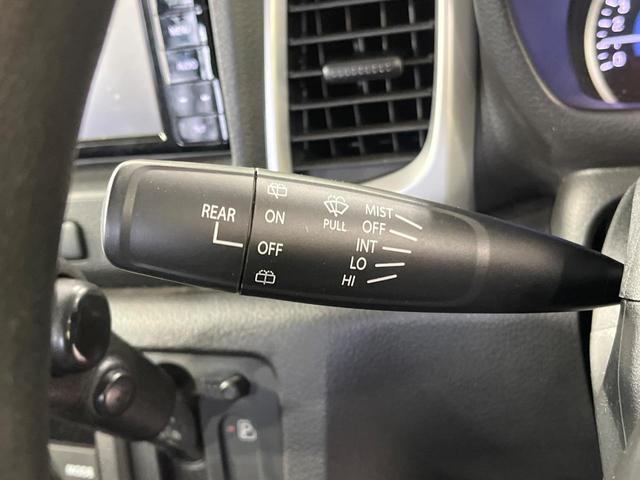 REAR
ON
OFF
PULL
MIST
OFF
INT
LO
HI